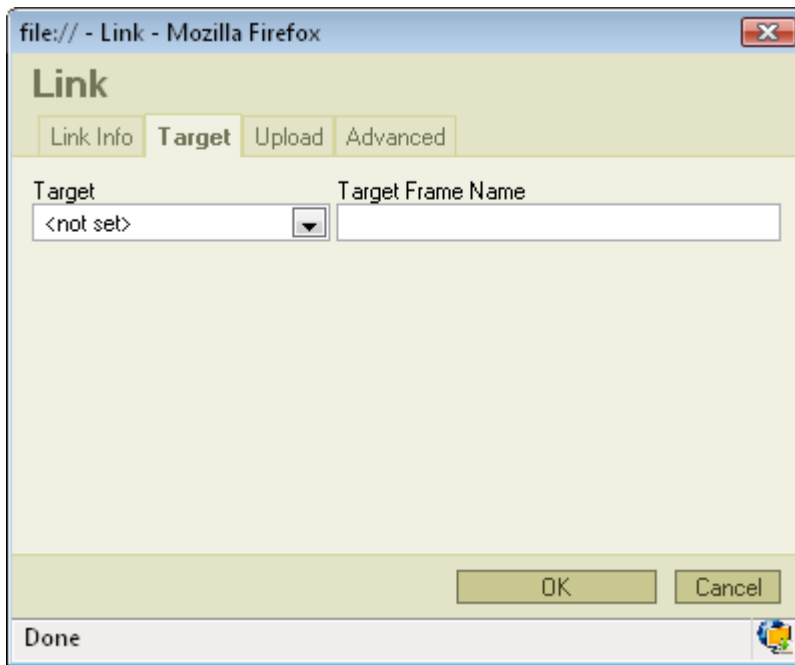 file:// - Link - Mozilla Firefox
Link
Link Info Target Upload Advanced
Target Target Frame Name
<not set>
OK Cancel
Done